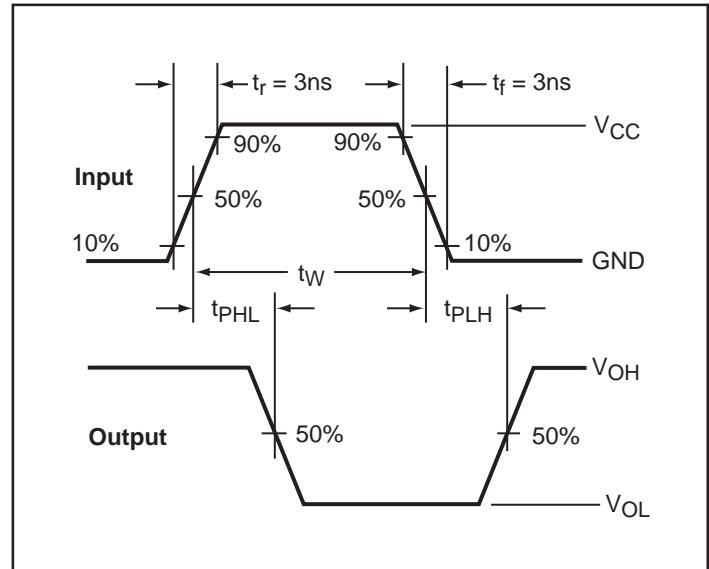 tr = 3ns
tf = 3ns
VCC
90%
90%
Input
50%
50%
10%
10%
GND
tW
tPHL
tPLH
VOH
Output
50%
50%
VOL